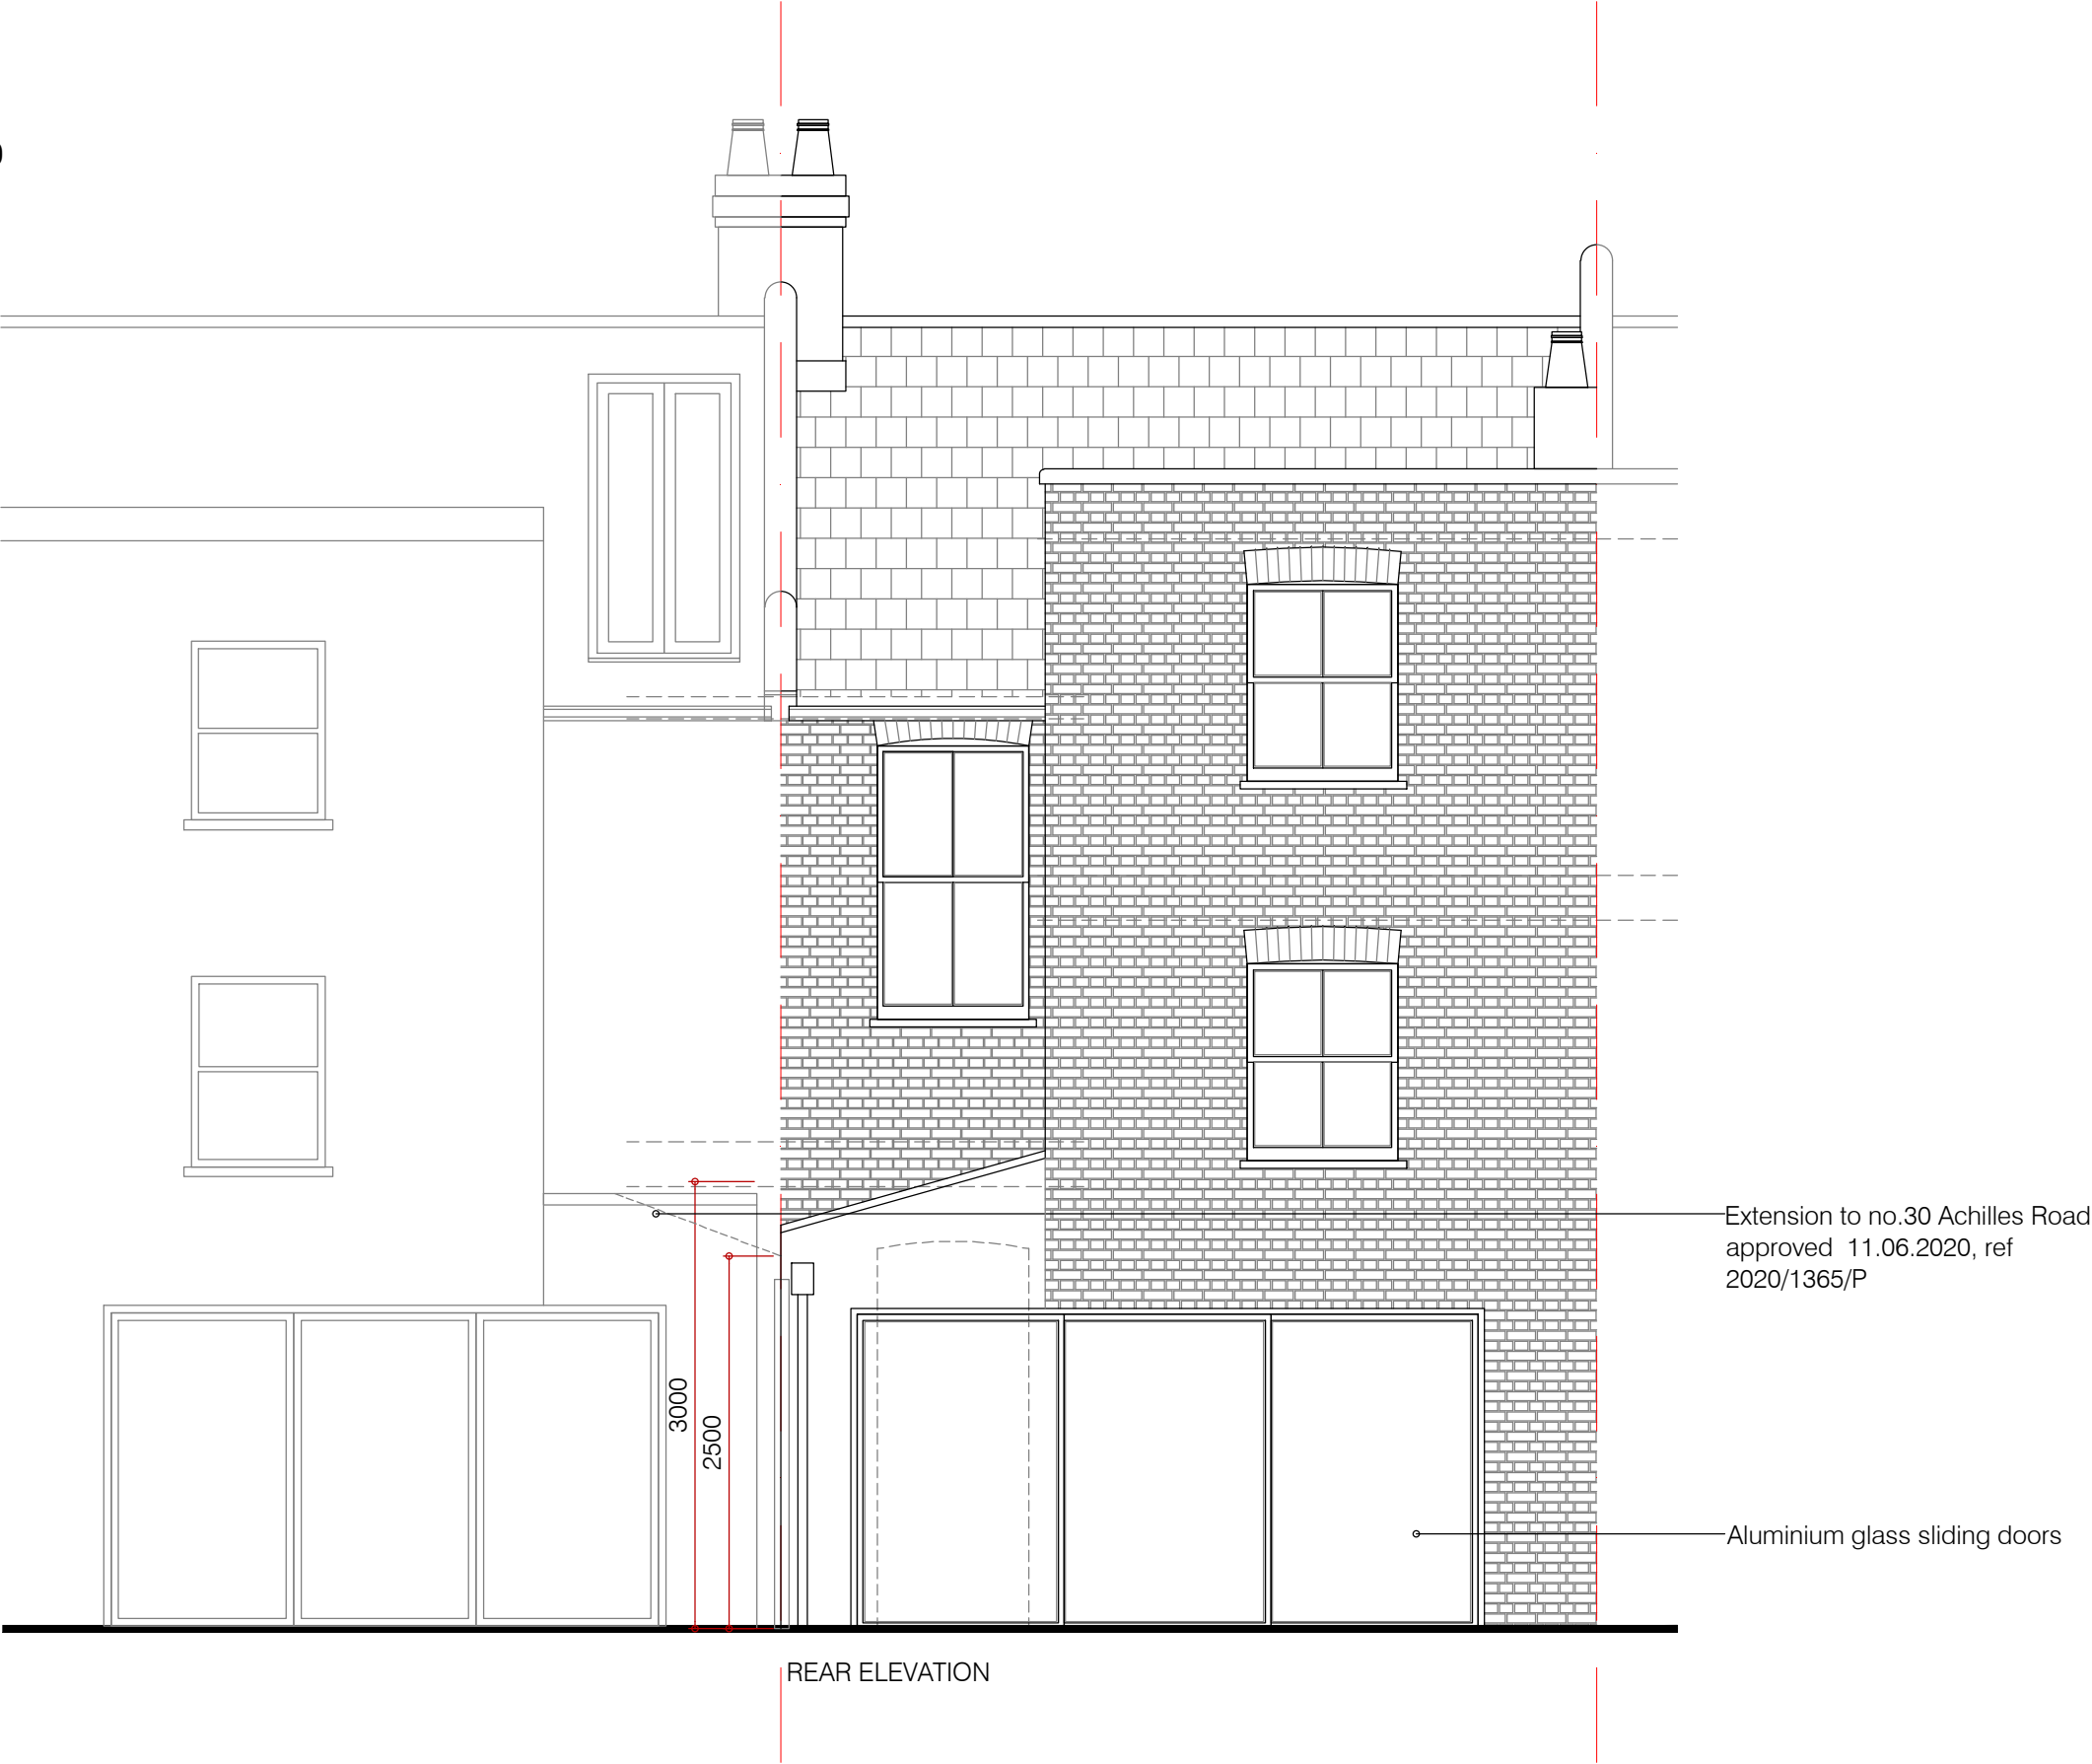 Extension to no.30 Achilles Road
approved 11.06.2020, ref
2020/1365/P
3000
2500
Aluminium glass sliding doors
REAR ELEVATION